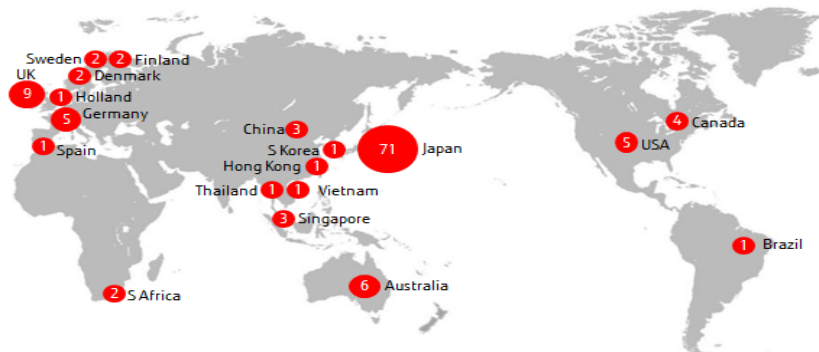 Sweden 2 2 Finland
UK 2 Denmark
9 1 Holland
5 Germany
1 Spain
China 3
S Korea 1 71 Japan
Hong Kong 1
Thailand 1 1 Vietnam
3 Singapore
2 S Africa
6 Australia
4 Canada
5 USA
1 Brazil